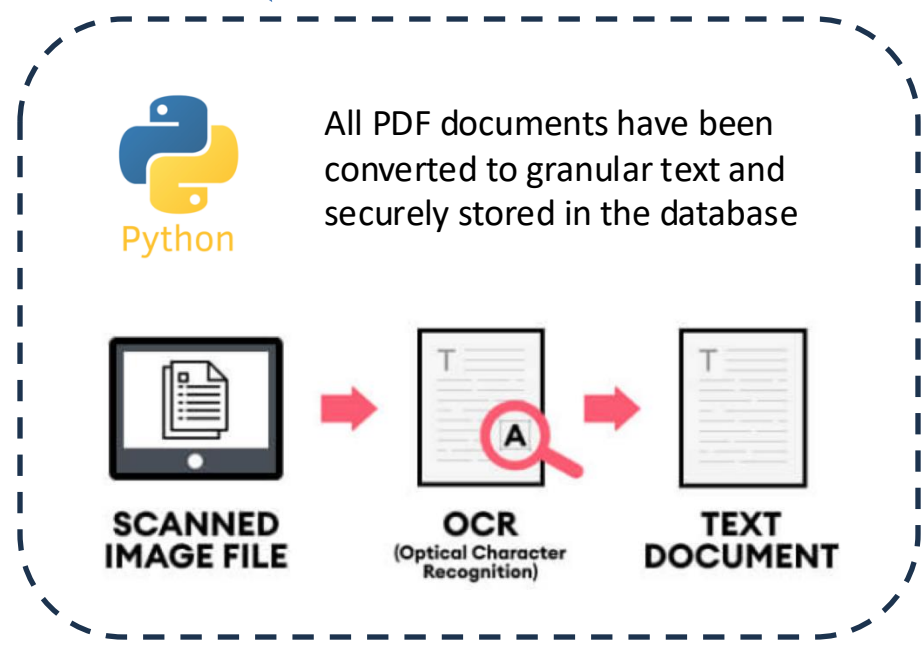 Python
All PDF documents have been
converted to granular text and
securely stored in the database
T
A
T
SCANNED
IMAGE FILE
OCR
(Optical Character
Recognition)
TEXT
DOCUMENT